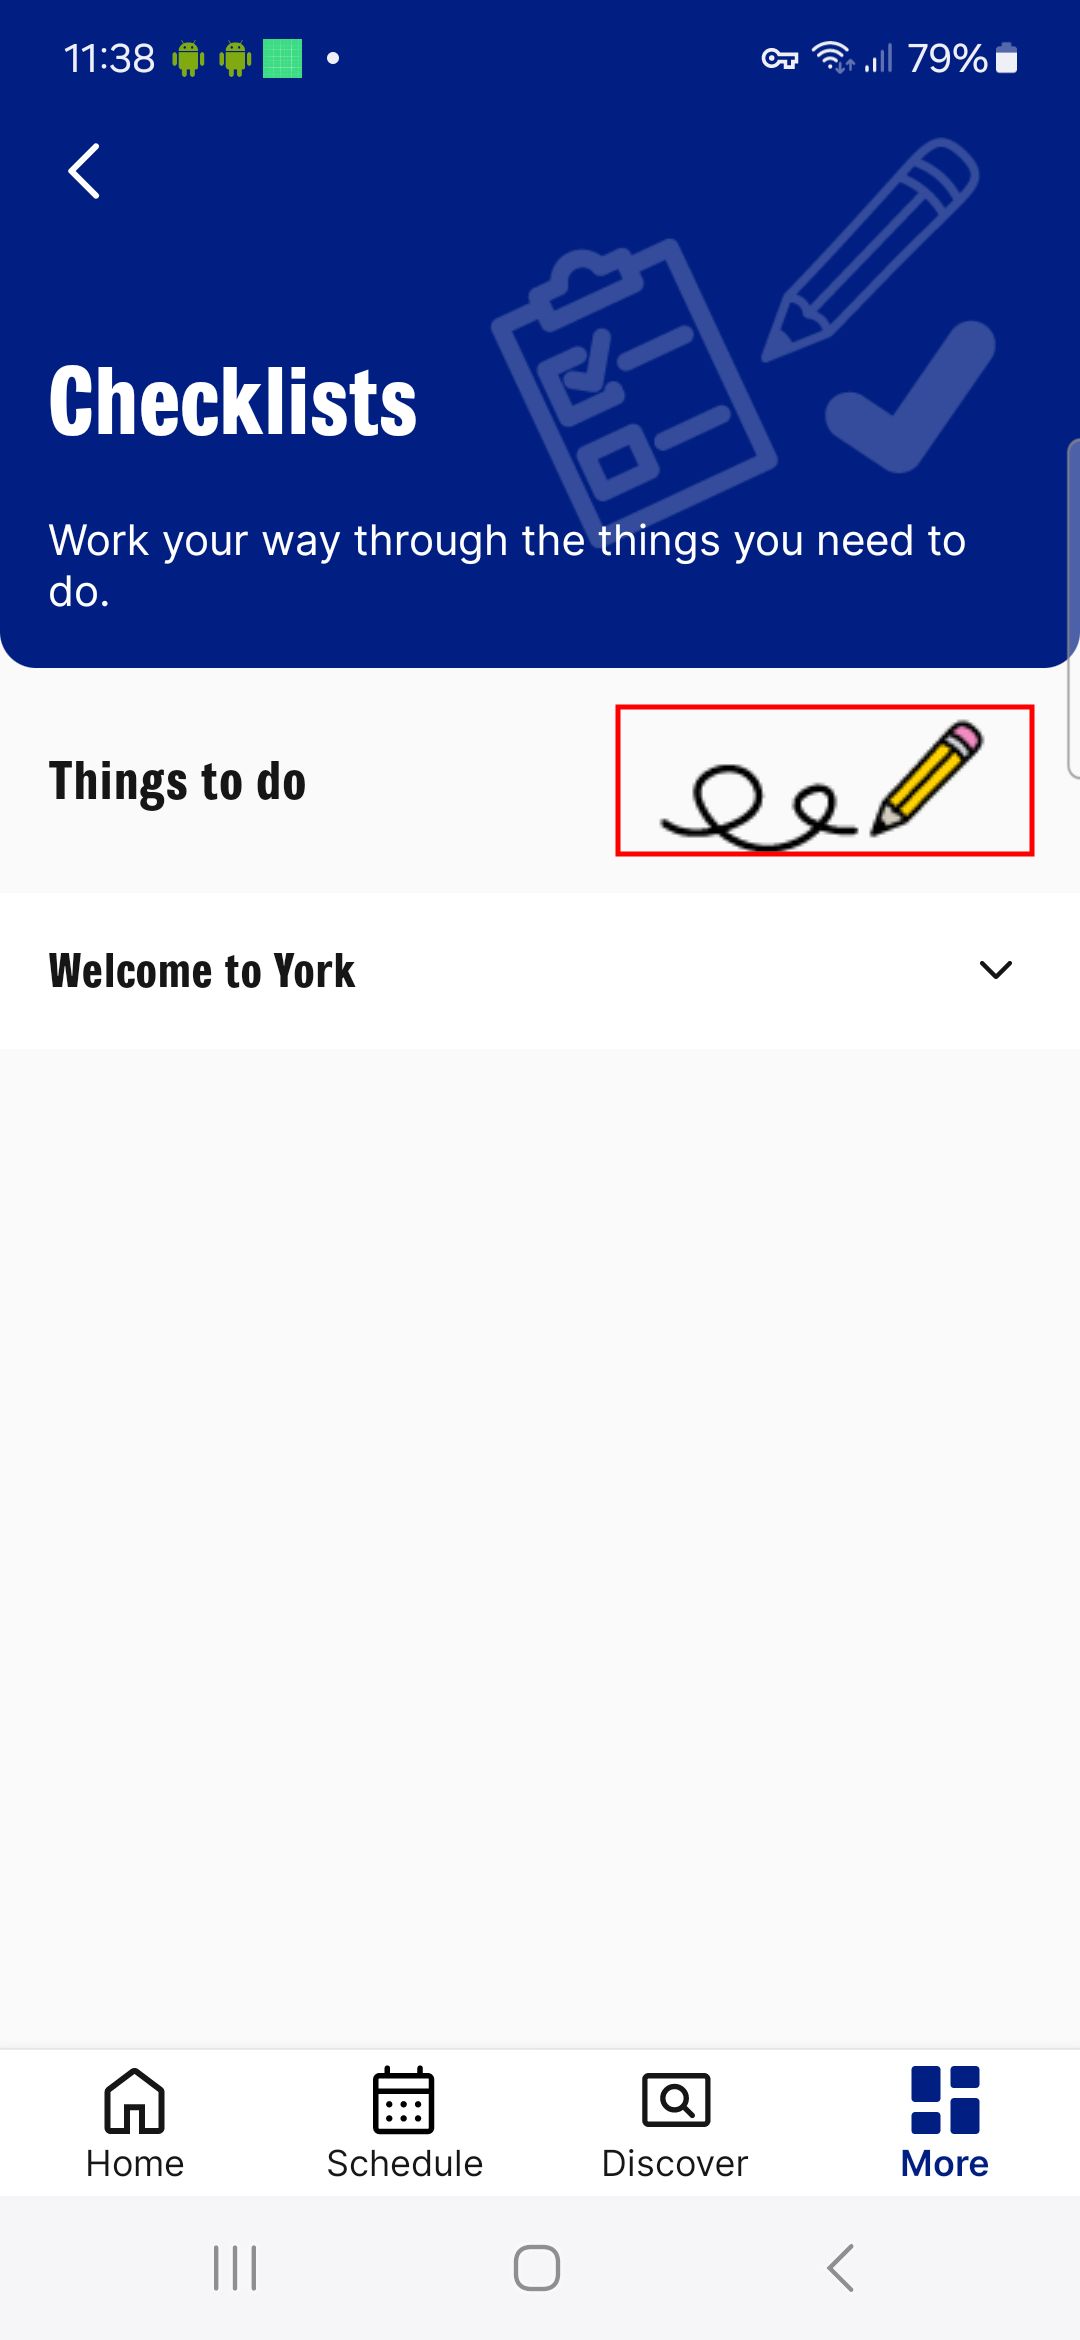 11:38
79%
Checklists
Work your way through the things you need to
do.
Things to do
Welcome to York
Home
Schedule
Discover
More